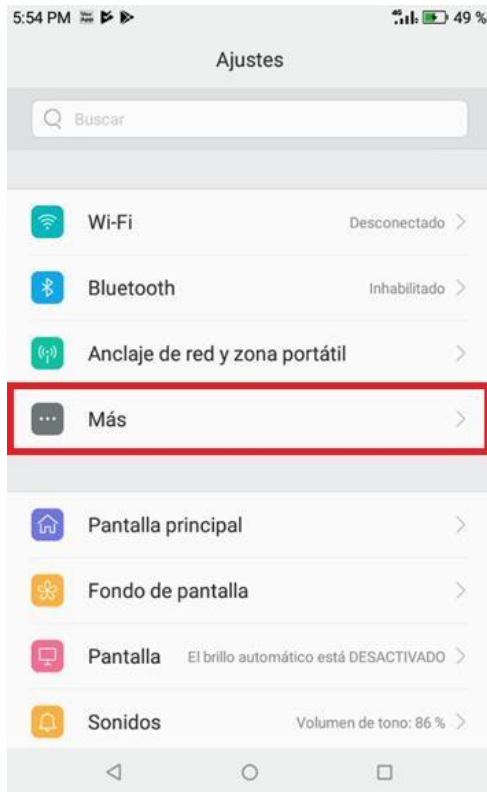 5:54 PM 4G 49 %
Ajustes
Buscar
Wi-Fi Desconectado
Bluetooth Inhabilitado
Anclaje de red y zona portátil
Más
Pantalla principal
Fondo de pantalla
Pantalla El brillo automático está DESACTIVADO
Sonidos Volumen de tono: 86 %